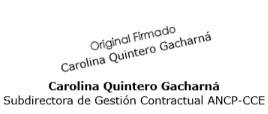 Original Firmado
Carolina Quintero Gacharná
Carolina Quintero Gacharná
Subdirectora de Gestión Contractual ANCP-CCE